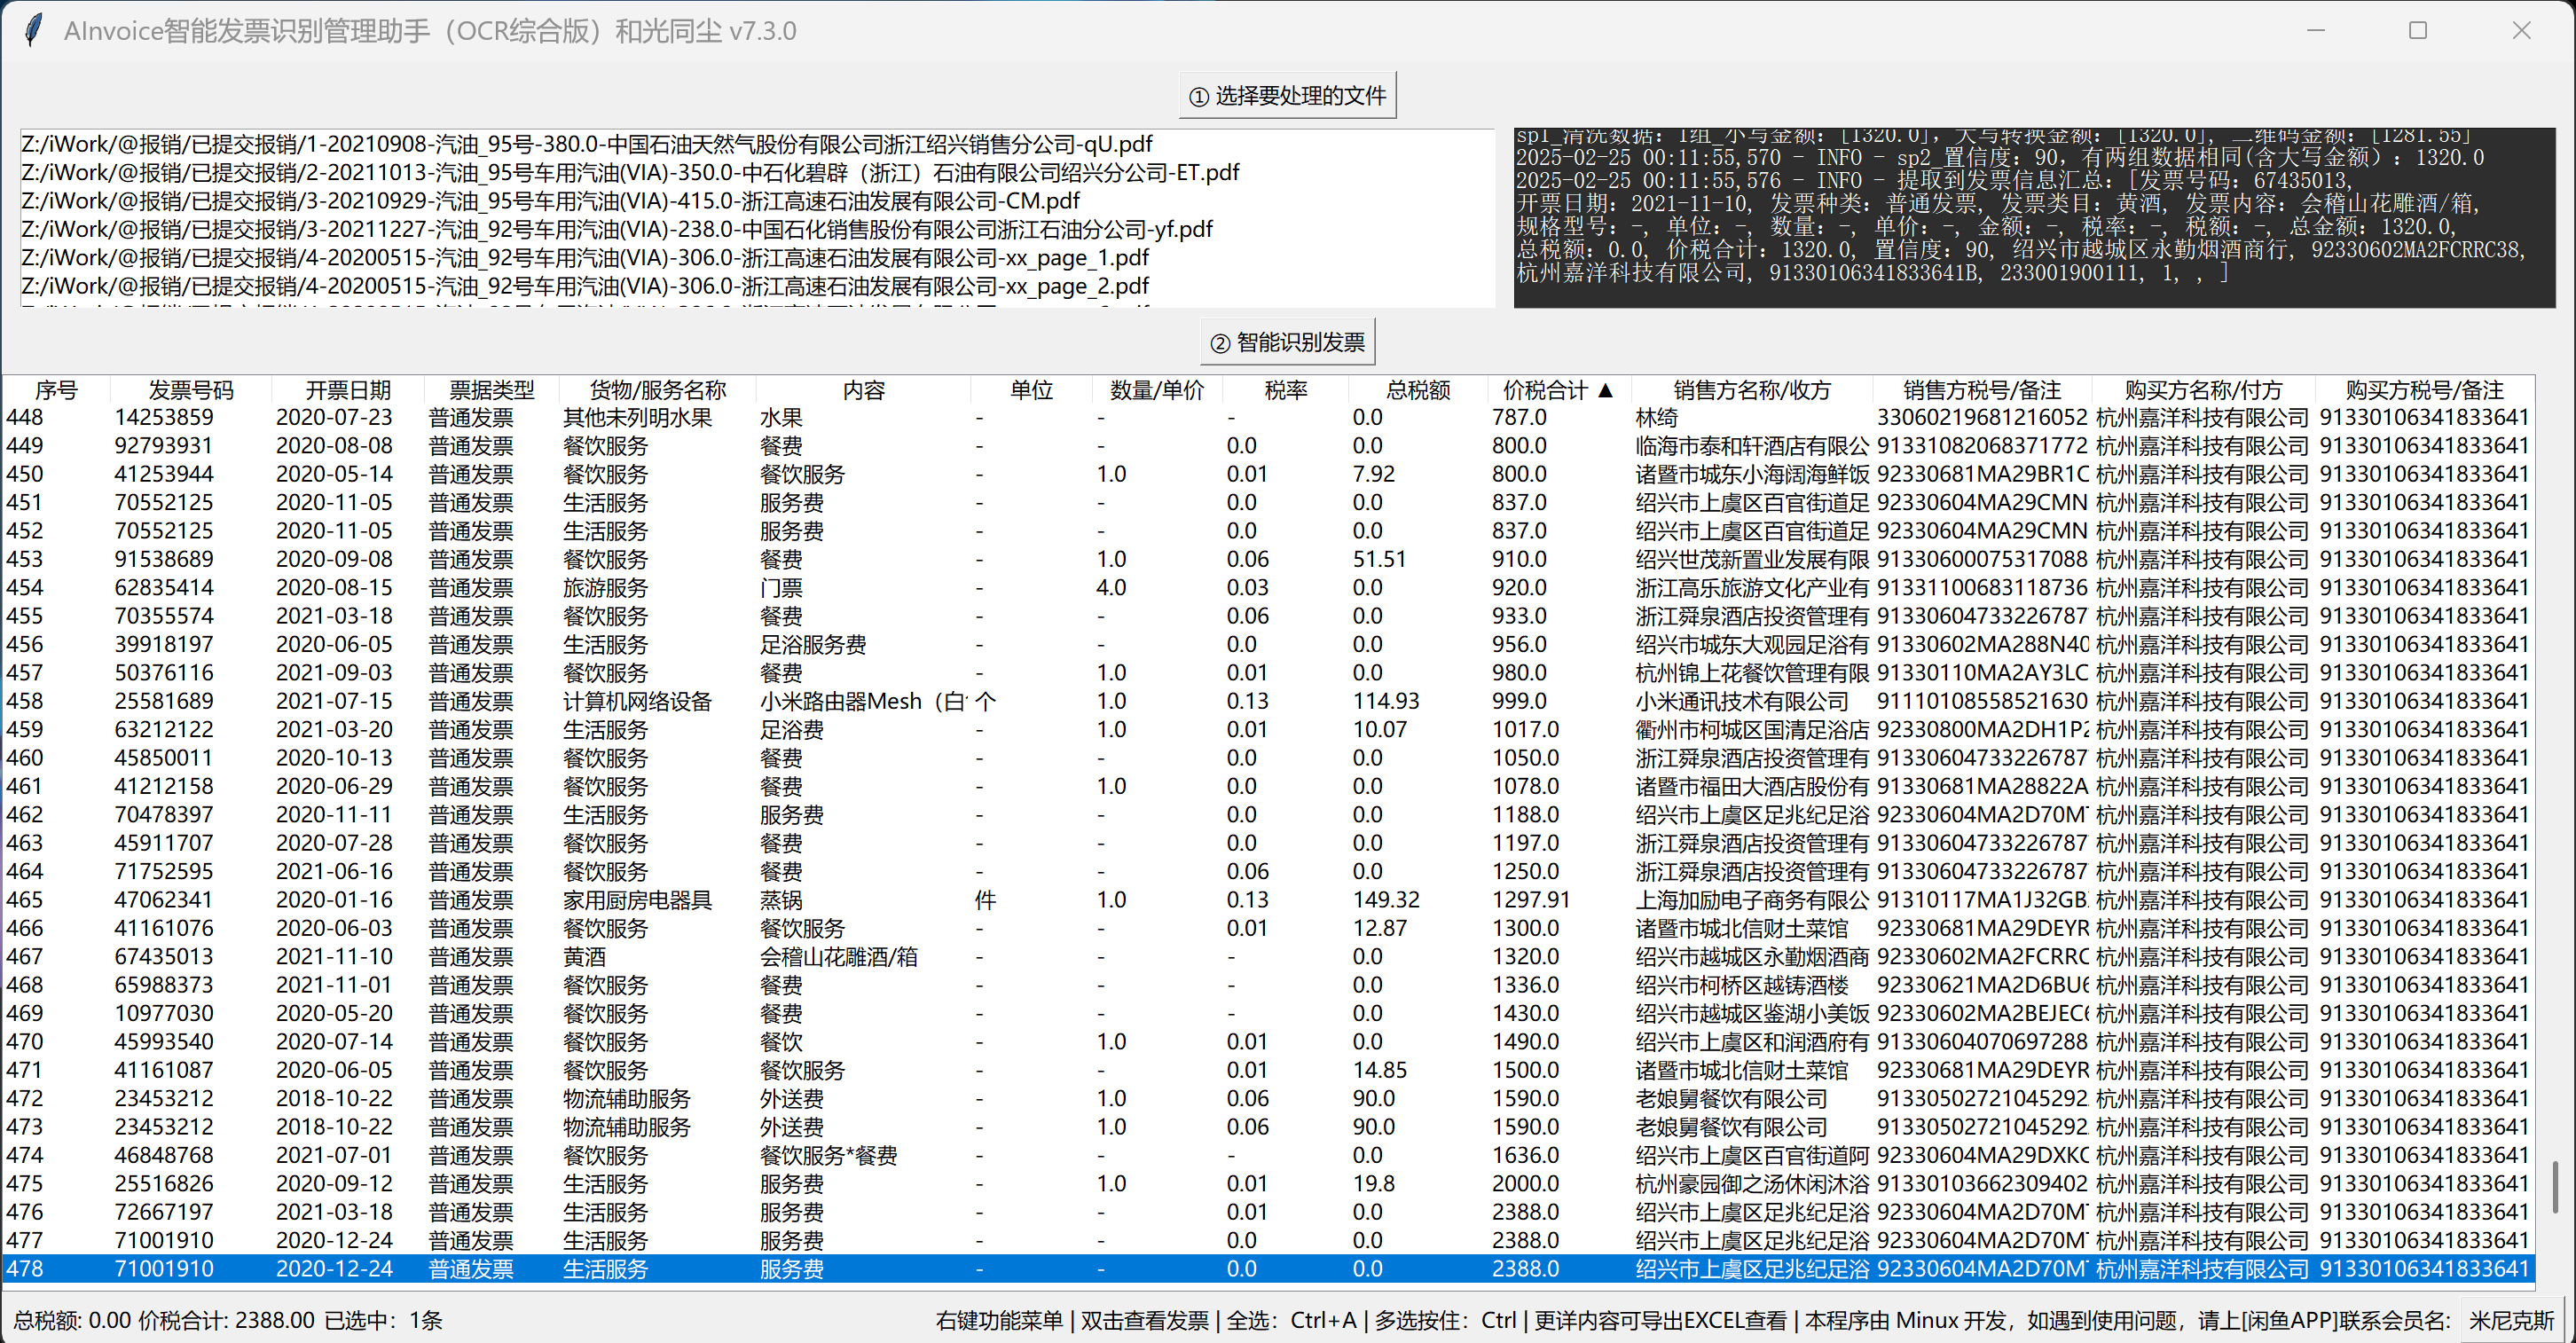 AInvoice智能发票识别管理助手（OCR综合版）和光同尘 v7.3.0
① 选择要处理的文件
Z:/iWork/@报销/已提交报销/1-20210908-汽油_95号-380.0-中国石油天然气股份有限公司浙江绍兴销售分公司-qU.pdf
Z:/iWork/@报销/已提交报销/2-20211013-汽油_95号车用汽油(VIA)-350.0-中石化碧辟（浙江）石油有限公司绍兴分公司-ET.pdf
Z:/iWork/@报销/已提交报销/3-20210929-汽油_95号车用汽油(VIA)-415.0-浙江高速石油发展有限公司-CM.pdf
Z:/iWork/@报销/已提交报销/3-20211227-汽油_92号车用汽油(VIA)-238.0-中国石化销售股份有限公司浙江石油分公司-yf.pdf
Z:/iWork/@报销/已提交报销/4-20200515-汽油_92号车用汽油(VIA)-306.0-浙江高速石油发展有限公司-xx_page_1.pdf
Z:/iWork/@报销/已提交报销/4-20200515-汽油_92号车用汽油(VIA)-306.0-浙江高速石油发展有限公司-xx_page_2.pdf
sp1_清洗数据: 1组_小写金额: [1320.0], 大写转换金额: [1320.0], 二维码金额: [1281.55]
2025-02-25 00:11:55,570 - INFO - sp2_置信度: 90, 有两组数据相同(含大写金额）: 1320.0
2025-02-25 00:11:55,576 - INFO - 提取到发票信息汇总: [发票号码: 67435013,
开票日期: 2021-11-10, 发票种类: 普通发票, 发票类目: 黄酒, 发票内容: 会稽山花雕酒/箱,
规格型号: -, 单位: -, 数量: -, 单价: -, 金额: -, 税率: -, 税额: -, 总金额: 1320.0,
总税额: 0.0, 价税合计: 1320.0, 置信度: 90, 绍兴市越城区永勤烟酒商行, 92330602MA2FCRRC38,
杭州嘉洋科技有限公司, 91330106341833641B, 233001900111, 1, , ]
② 智能识别发票
序号 发票号码 开票日期 票据类型 货物/服务名称 内容 单位 数量/单价 税率 总税额 价税合计 ▲ 销售方名称/收方 销售方税号/备注 购买方名称/付方 购买方税号/备注
448 14253859 2020-07-23 普通发票 其他未列明水果 水果 - - - 0.0 787.0 林绮 33060219681216052 杭州嘉洋科技有限公司 91330106341833641
449 92793931 2020-08-08 普通发票 餐饮服务 餐费 - - 0.0 0.0 800.0 临海市泰和轩酒店有限公 91331082068371772 杭州嘉洋科技有限公司 91330106341833641
450 41253944 2020-05-14 普通发票 餐饮服务 餐饮服务 - 1.0 0.01 7.92 800.0 诸暨市城东小海阔海鲜饭 92330681MA29BR1C 杭州嘉洋科技有限公司 91330106341833641
451 70552125 2020-11-05 普通发票 生活服务 服务费 - - 0.0 0.0 837.0 绍兴市上虞区百官街道足 92330604MA29CMN 杭州嘉洋科技有限公司 91330106341833641
452 70552125 2020-11-05 普通发票 生活服务 服务费 - - 0.0 0.0 837.0 绍兴市上虞区百官街道足 92330604MA29CMN 杭州嘉洋科技有限公司 91330106341833641
453 91538689 2020-09-08 普通发票 餐饮服务 餐费 - 1.0 0.06 51.51 910.0 绍兴世茂新置业发展有限 91330600075317088 杭州嘉洋科技有限公司 91330106341833641
454 62835414 2020-08-15 普通发票 旅游服务 门票 - 4.0 0.03 0.0 920.0 浙江高乐旅游文化产业有 91331100683118736 杭州嘉洋科技有限公司 91330106341833641
455 70355574 2021-03-18 普通发票 餐饮服务 餐费 - - 0.06 0.0 933.0 浙江舜泉酒店投资管理有 91330604733226787 杭州嘉洋科技有限公司 91330106341833641
456 39918197 2020-06-05 普通发票 生活服务 足浴服务费 - - 0.0 0.0 956.0 绍兴市城东大观园足浴有 91330602MA288N40 杭州嘉洋科技有限公司 91330106341833641
457 50376116 2021-09-03 普通发票 餐饮服务 餐费 - 1.0 0.01 0.0 980.0 杭州锦上花餐饮管理有限 91330110MA2AY3LC 杭州嘉洋科技有限公司 91330106341833641
458 25581689 2021-07-15 普通发票 计算机网络设备 小米路由器Mesh（白 个 1.0 0.13 114.93 999.0 小米通讯技术有限公司 91110108558521630 杭州嘉洋科技有限公司 91330106341833641
459 63212122 2021-03-20 普通发票 生活服务 足浴费 - 1.0 0.01 10.07 1017.0 衢州市柯城区国清足浴店 92330800MA2DH1P2 杭州嘉洋科技有限公司 91330106341833641
460 45850011 2020-10-13 普通发票 餐饮服务 餐费 - - 0.0 0.0 1050.0 浙江舜泉酒店投资管理有 91330604733226787 杭州嘉洋科技有限公司 91330106341833641
461 41212158 2020-06-29 普通发票 餐饮服务 餐费 - 1.0 0.0 0.0 1078.0 诸暨市福田大酒店股份有 91330681MA28822A 杭州嘉洋科技有限公司 91330106341833641
462 70478397 2020-11-11 普通发票 生活服务 服务费 - - 0.0 0.0 1188.0 绍兴市上虞区足兆纪足浴 92330604MA2D70M 杭州嘉洋科技有限公司 91330106341833641
463 45911707 2020-07-28 普通发票 餐饮服务 餐费 - - 0.0 0.0 1197.0 浙江舜泉酒店投资管理有 91330604733226787 杭州嘉洋科技有限公司 91330106341833641
464 71752595 2021-06-16 普通发票 餐饮服务 餐费 - - 0.06 0.0 1250.0 浙江舜泉酒店投资管理有 91330604733226787 杭州嘉洋科技有限公司 91330106341833641
465 47062341 2020-01-16 普通发票 家用厨房电器具 蒸锅 件 1.0 0.13 149.32 1297.91 上海加励电子商务有限公 91310117MA1J32GB 杭州嘉洋科技有限公司 91330106341833641
466 41161076 2020-06-03 普通发票 餐饮服务 餐饮服务 - - 0.01 12.87 1300.0 诸暨市城北信财土菜馆 92330681MA29DEYR 杭州嘉洋科技有限公司 91330106341833641
467 67435013 2021-11-10 普通发票 黄酒 会稽山花雕酒/箱 - - - 0.0 1320.0 绍兴市越城区永勤烟酒商 92330602MA2FCRRC 杭州嘉洋科技有限公司 91330106341833641
468 65988373 2021-11-01 普通发票 餐饮服务 餐费 - - - 0.0 1336.0 绍兴市柯桥区越铸酒楼 92330621MA2D6BU6 杭州嘉洋科技有限公司 91330106341833641
469 10977030 2020-05-20 普通发票 餐饮服务 餐费 - - - 0.0 1430.0 绍兴市越城区鉴湖小美饭 92330602MA2BEJEC6 杭州嘉洋科技有限公司 91330106341833641
470 45993540 2020-07-14 普通发票 餐饮服务 餐饮 - 1.0 0.01 0.0 1490.0 绍兴市上虞区和润酒府有 91330604070697288 杭州嘉洋科技有限公司 91330106341833641
471 41161087 2020-06-05 普通发票 餐饮服务 餐饮服务 - - 0.01 14.85 1500.0 诸暨市城北信财土菜馆 92330681MA29DEYR 杭州嘉洋科技有限公司 91330106341833641
472 23453212 2018-10-22 普通发票 物流辅助服务 外送费 - 1.0 0.06 90.0 1590.0 老娘舅餐饮有限公司 91330502721045292 杭州嘉洋科技有限公司 91330106341833641
473 23453212 2018-10-22 普通发票 物流辅助服务 外送费 - 1.0 0.06 90.0 1590.0 老娘舅餐饮有限公司 91330502721045292 杭州嘉洋科技有限公司 91330106341833641
474 46848768 2021-07-01 普通发票 餐饮服务 餐饮服务*餐费 - - - 0.0 1636.0 绍兴市上虞区百官街道阿 92330604MA29DXKC 杭州嘉洋科技有限公司 91330106341833641
475 25516826 2020-09-12 普通发票 生活服务 服务费 - 1.0 0.01 19.8 2000.0 杭州豪园御之汤休闲沐浴 91330103662309402 杭州嘉洋科技有限公司 91330106341833641
476 72667197 2021-03-18 普通发票 生活服务 服务费 - - 0.01 0.0 2388.0 绍兴市上虞区足兆纪足浴 92330604MA2D70M 杭州嘉洋科技有限公司 91330106341833641
477 71001910 2020-12-24 普通发票 生活服务 服务费 - - 0.0 0.0 2388.0 绍兴市上虞区足兆纪足浴 92330604MA2D70M 杭州嘉洋科技有限公司 91330106341833641
478 71001910 2020-12-24 普通发票 生活服务 服务费 - - 0.0 0.0 2388.0 绍兴市上虞区足兆纪足浴 92330604MA2D70M 杭州嘉洋科技有限公司 91330106341833641
总税额: 0.00 价税合计: 2388.00 已选中：1条
右键功能菜单 | 双击查看发票 | 全选：Ctrl+A | 多选按住：Ctrl | 更详内容可导出EXCEL查看 | 本程序由 Minux 开发，如遇到使用问题，请上[闲鱼APP]联系会员名: 米尼克斯